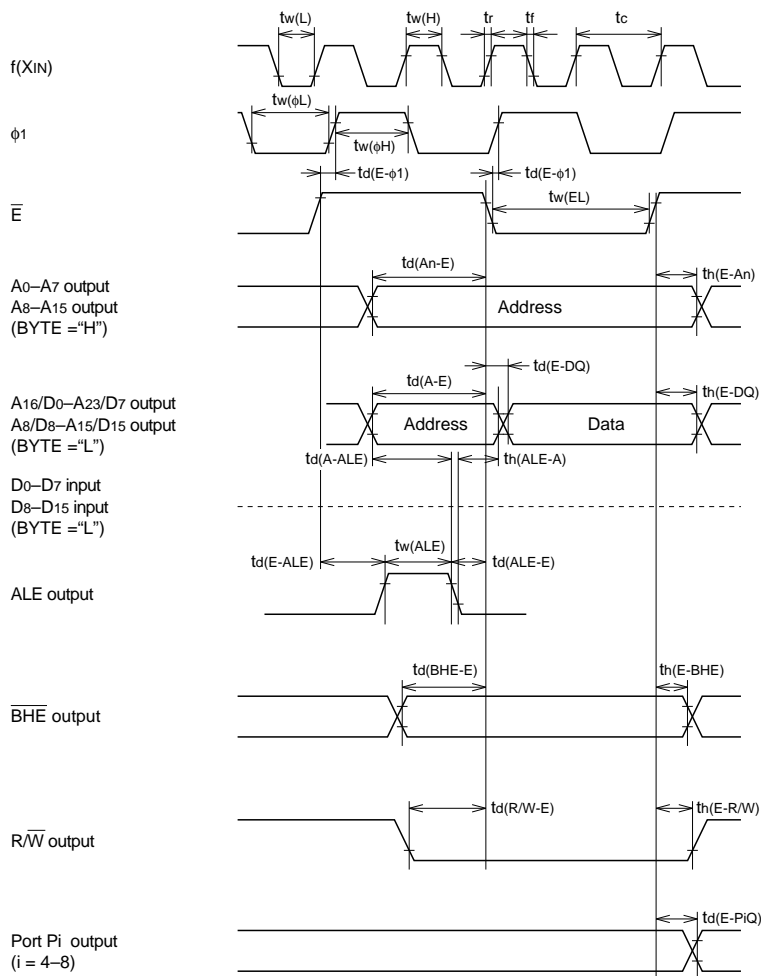 tw(L) tw(H) tr tf tc
f(XIN)
tw(ϕL)
ϕ1
tw(ϕH)
td(E-ϕ1) td(E-ϕ1)
E tw(EL)
td(An-E) th(E-An)
A0–A7 output
A8–A15 output Address
(BYTE =“H”)
td(E-DQ)
td(A-E) th(E-DQ)
A16/D0–A23/D7 output
A8/D8–A15/D15 output Address Data
(BYTE =“L”)
td(A-ALE) th(ALE-A)
D0–D7 input
D8–D15 input
(BYTE =“L”)
tw(ALE)
td(E-ALE) td(ALE-E)
ALE output
td(BHE-E) th(E-BHE)
BHE output
td(R/W-E) th(E-R/W)
R/W output
td(E-PiQ)
Port Pi output
(i = 4–8)